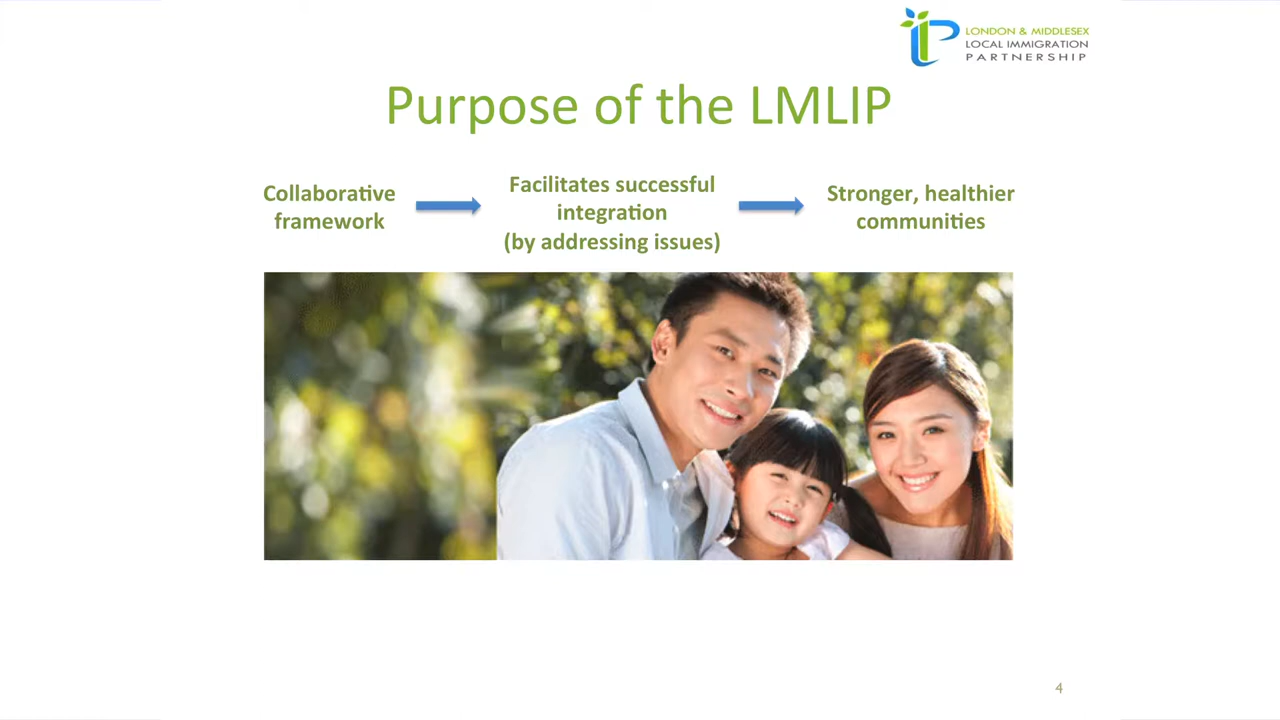 LONDON & MIDDLESEX
LOCAL IMMIGRATION
PARTNERSHIP
Purpose of the LMLIP
Collaborative
framework
Facilitates successful
integration
(by addressing issues)
Stronger, healthier
communities
4